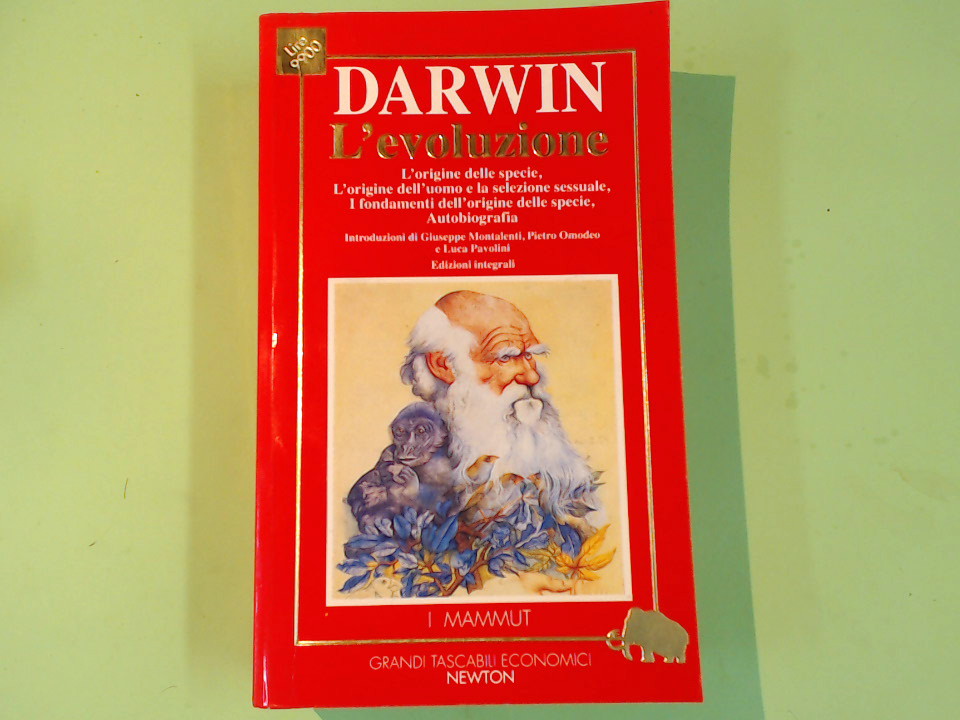 Lire
9900
DARWIN
L'evoluzione
L'origine delle specie,
L'origine dell'uomo e la selezione sessuale,
I fondamenti dell'origine delle specie,
Autobiografia
Introduzioni di Giuseppe Montalenti, Pietro Omodeo
e Luca Pavolini
Edizioni integrali
I MAMMUT
GRANDI TASCABILI ECONOMICI
NEWTON